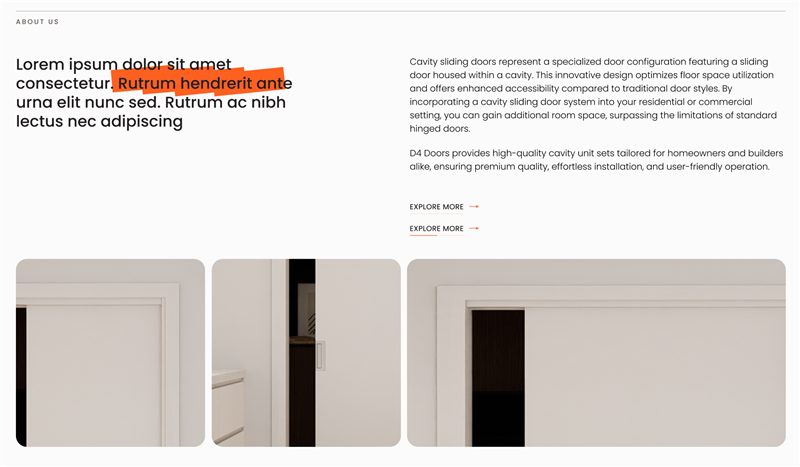 ABOUT US
Lorem ipsum dolor sit amet
consectetur. Rutrum hendrerit ante
urna elit nunc sed. Rutrum ac nibh
lectus nec adipiscing
Cavity sliding doors represent a specialized door configuration featuring a sliding
door housed within a cavity. This innovative design optimizes floor space utilization
and offers enhanced accessibility compared to traditional door styles. By
incorporating a cavity sliding door system into your residential or commercial
setting, you can gain additional room space, surpassing the limitations of standard
hinged doors.
D4 Doors provides high-quality cavity unit sets tailored for homeowners and builders
alike, ensuring premium quality, effortless installation, and user-friendly operation.
EXPLORE MORE
EXPLORE MORE